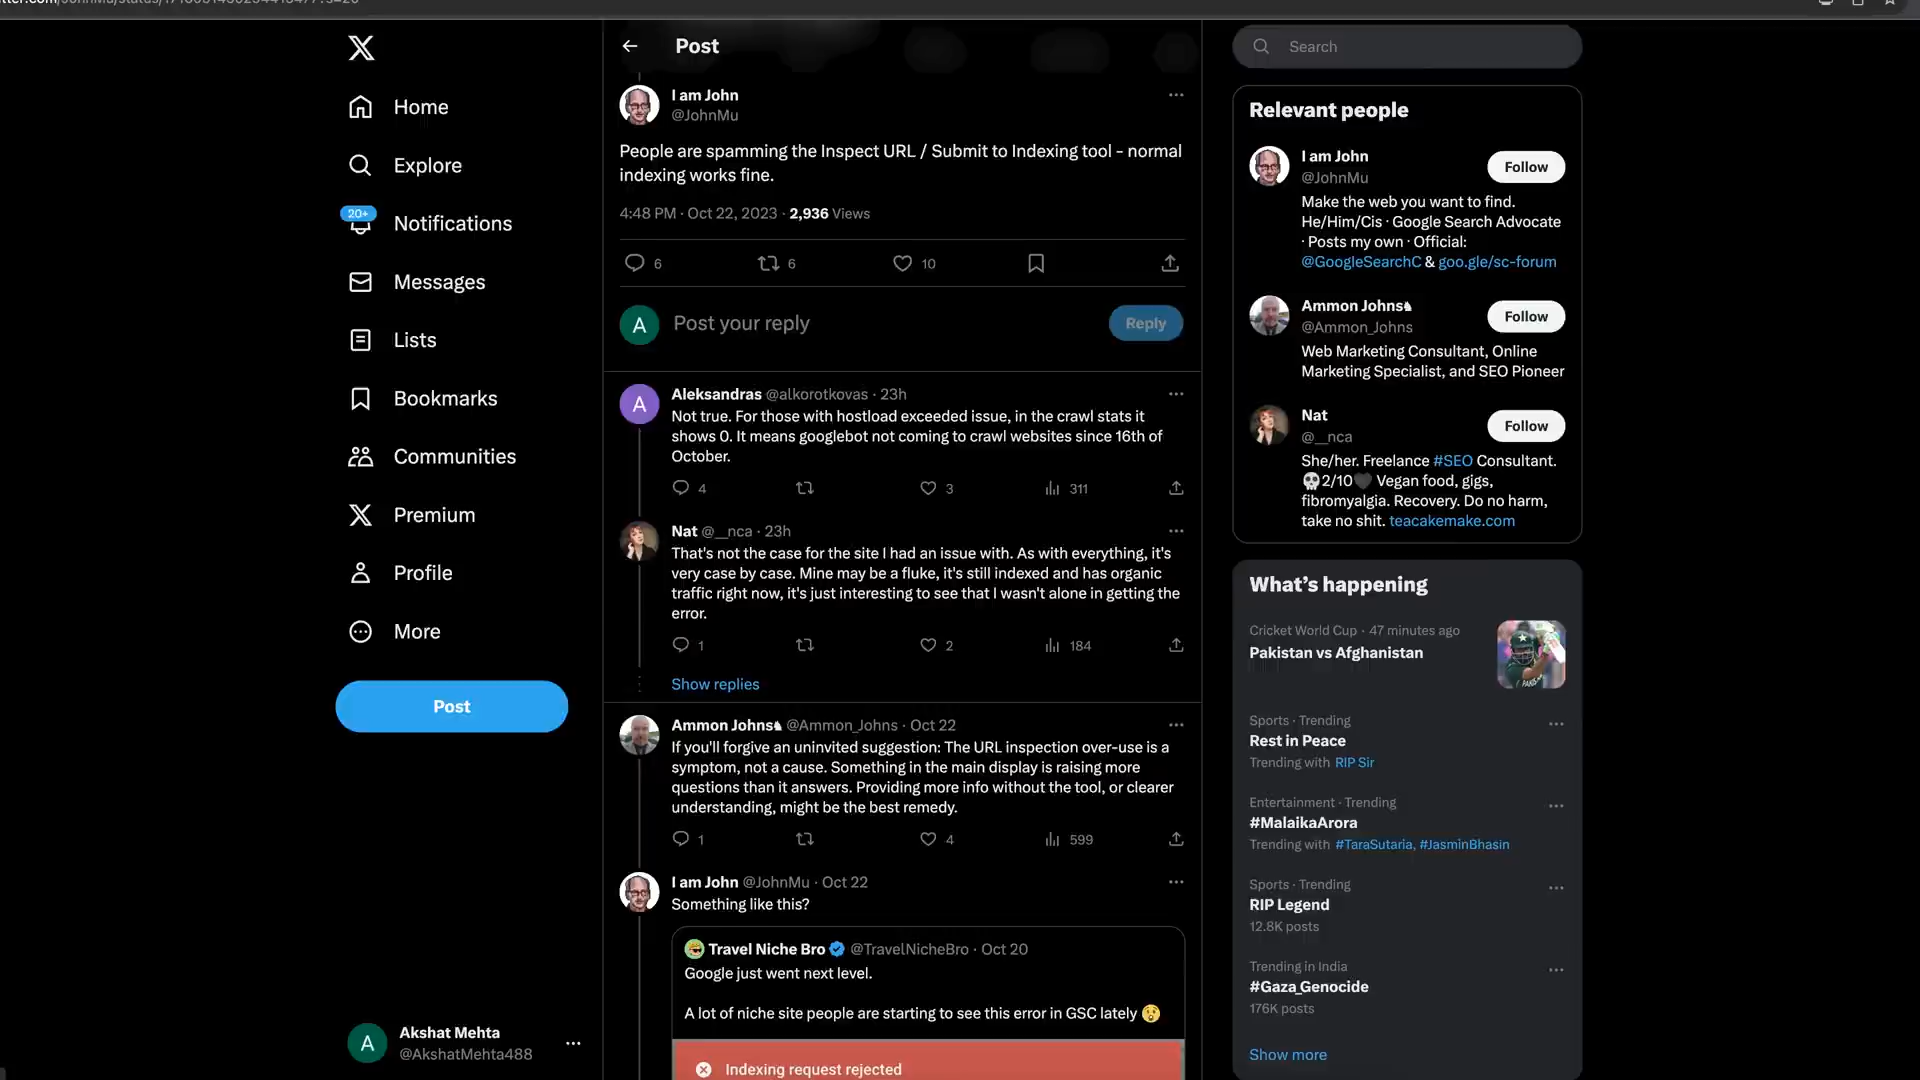 Home
Explore
20+
Notifications
Messages
Lists
Bookmarks
Communities
Premium
Profile
More
Post
Akshat Mehta
@AkshatMehta488
Post
I am John
@JohnMu
People are spamming the Inspect URL / Submit to Indexing tool - normal
indexing works fine.
4:48 PM · Oct 22, 2023 · 2,936 Views
6 6 10
A Post your reply Reply
A Aleksandras @alkorotkovas · 23h
Not true. For those with hostload exceeded issue, in the crawl stats it
shows 0. It means googlebot not coming to crawl websites since 16th of
October.
4 3 311
Nat @__nca · 23h
That's not the case for the site I had an issue with. As with everything, it's
very case by case. Mine may be a fluke, it's still indexed and has organic
traffic right now, it's just interesting to see that I wasn't alone in getting the
error.
1 2 184
Show replies
Ammon Johns♞ @Ammon_Johns · Oct 22
If you'll forgive an uninvited suggestion: The URL inspection over-use is a
symptom, not a cause. Something in the main display is raising more
questions than it answers. Providing more info without the tool, or clearer
understanding, might be the best remedy.
1 4 599
I am John @JohnMu · Oct 22
Something like this?
Travel Niche Bro @TravelNicheBro · Oct 20
Google just went next level.
A lot of niche site people are starting to see this error in GSC lately 😲
Indexing request rejected
Search
Relevant people
I am John
@JohnMu
Follow
Make the web you want to find.
He/Him/Cis · Google Search Advocate
· Posts my own · Official:
@GoogleSearchC & goo.gle/sc-forum
Ammon Johns♞
@Ammon_Johns
Follow
Web Marketing Consultant, Online
Marketing Specialist, and SEO Pioneer
Nat
@__nca
Follow
She/her. Freelance #SEO Consultant.
💀2/10🖤 Vegan food, gigs,
fibromyalgia. Recovery. Do no harm,
take no shit. teacakemake.com
What's happening
Cricket World Cup · 47 minutes ago
Pakistan vs Afghanistan
Sports · Trending
Rest in Peace
Trending with RIP Sir
Entertainment · Trending
#MalaikaArora
Trending with #TaraSutaria, #JasminBhasin
Sports · Trending
RIP Legend
12.8K posts
Trending in India
#Gaza_Genocide
176K posts
Show more